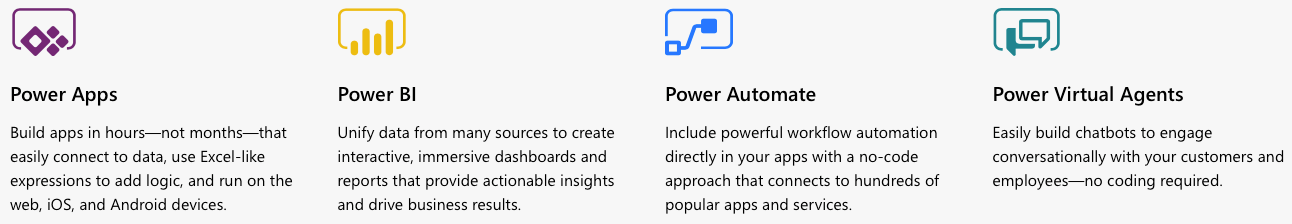 Power Apps
Build apps in hours—not months—that
easily connect to data, use Excel-like
expressions to add logic, and run on the
web, iOS, and Android devices.
Power BI
Unify data from many sources to create
interactive, immersive dashboards and
reports that provide actionable insights
and drive business results.
Power Automate
Include powerful workflow automation
directly in your apps with a no-code
approach that connects to hundreds of
popular apps and services.
Power Virtual Agents
Easily build chatbots to engage
conversationally with your customers and
employees—no coding required.